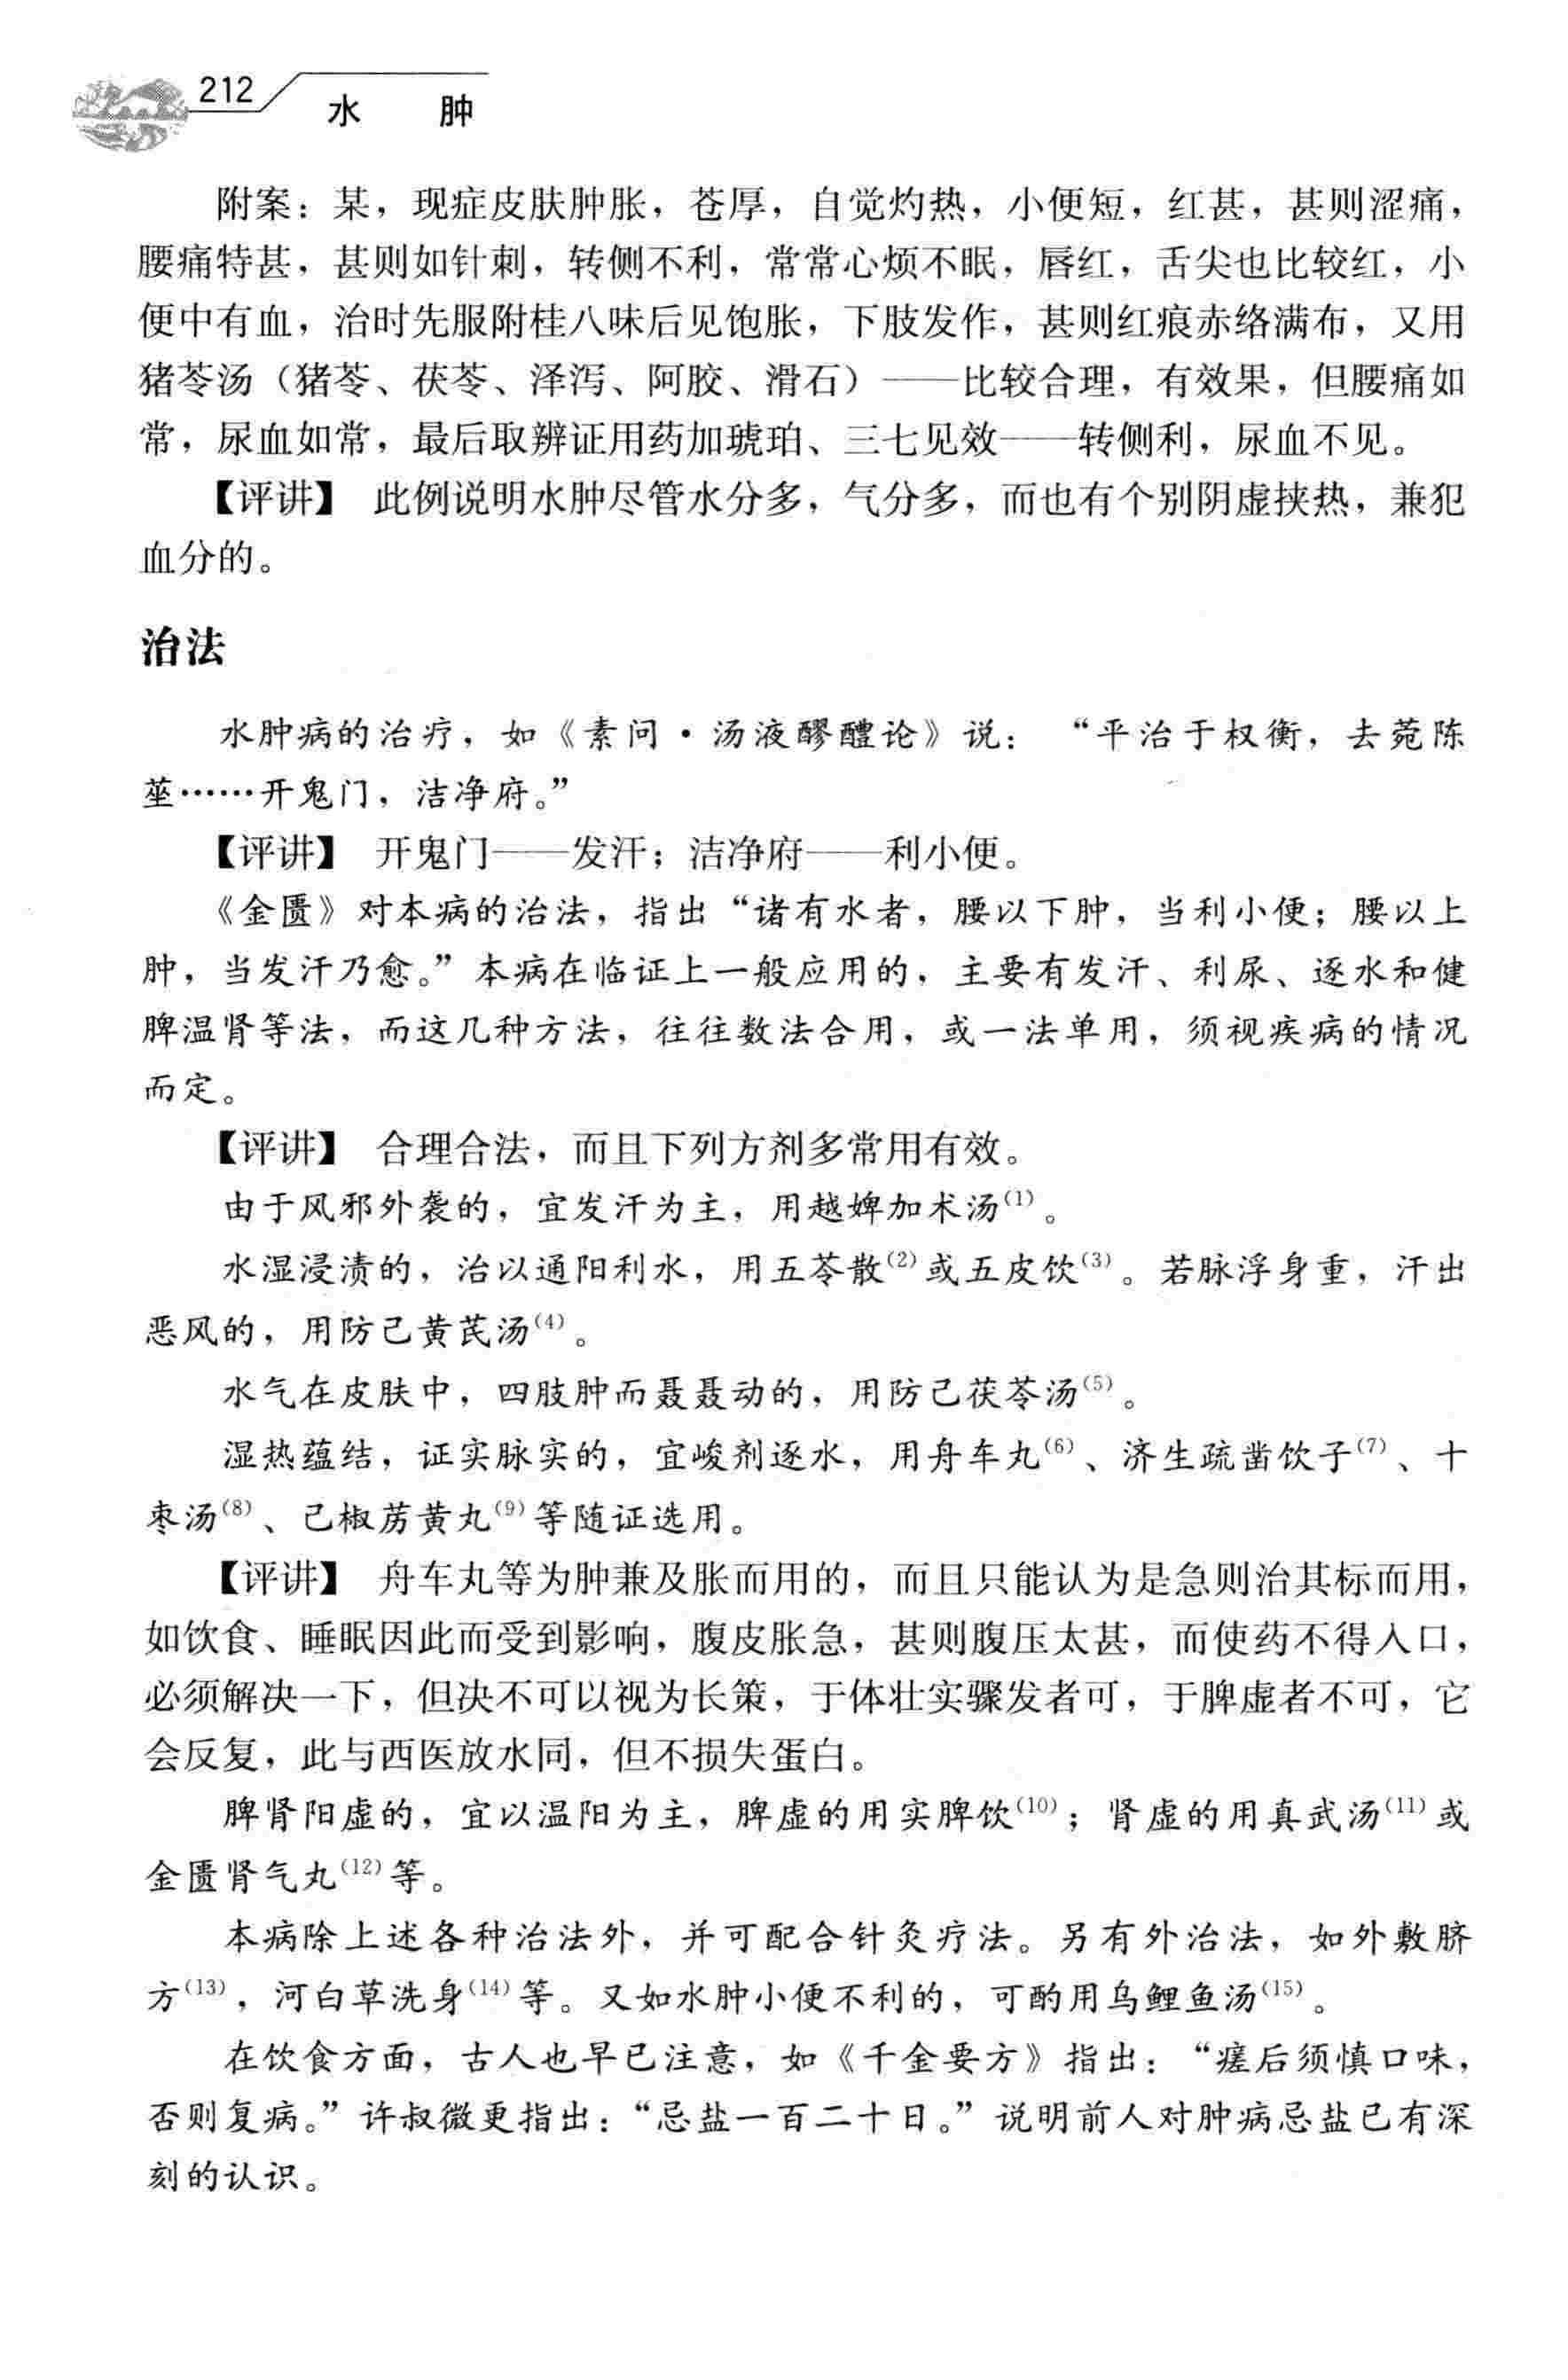 212
水 肿
附案：某，现症皮肤肿胀，苍厚，自觉灼热，小便短，红甚，甚则涩痛，
腰痛特甚，甚则如针刺，转侧不利，常常心烦不眠，唇红，舌尖也比较红，小
便中有血，治时先服附桂八味后见饱胀，下肢发作，甚则红痕赤络满布，又用
猪苓汤（猪苓、茯苓、泽泻、阿胶、滑石）——比较合理，有效果，但腰痛如
常，尿血如常，最后取辨证用药加琥珀、三七见效——转侧利，尿血不见。
【评讲】 此例说明水肿尽管水分多，气分多，而也有个别阴虚挟热，兼犯
血分的。
治法
水肿病的治疗，如《素问·汤液醪醴论》说：“平治于权衡，去菀陈
莝……开鬼门，洁净府。”
【评讲】 开鬼门——发汗；洁净府——利小便。
《金匮》对本病的治法，指出“诸有水者，腰以下肿，当利小便；腰以上
肿，当发汗乃愈。”本病在临证上一般应用的，主要有发汗、利尿、逐水和健
脾温肾等法，而这几种方法，往往数法合用，或一法单用，须视疾病的情况
而定。
【评讲】 合理合法，而且下列方剂多常用有效。
由于风邪外袭的，宜发汗为主，用越婢加术汤⁽¹⁾。
水湿浸渍的，治以通阳利水，用五苓散⁽²⁾或五皮饮⁽³⁾。若脉浮身重，汗出
恶风的，用防己黄芪汤⁽⁴⁾。
水气在皮肤中，四肢肿而聂聂动的，用防己茯苓汤⁽⁵⁾。
湿热蕴结，证实脉实的，宜峻剂逐水，用舟车丸⁽⁶⁾、济生疏凿饮子⁽⁷⁾、十
枣汤⁽⁸⁾、己椒苈黄丸⁽⁹⁾等随证选用。
【评讲】 舟车丸等为肿兼及胀而用的，而且只能认为是急则治其标而用，
如饮食、睡眠因此而受到影响，腹皮胀急，甚则腹压太甚，而使药不得入口，
必须解决一下，但决不可以视为长策，于体壮实骤发者可，于脾虚者不可，它
会反复，此与西医放水同，但不损失蛋白。
脾肾阳虚的，宜以温阳为主，脾虚的用实脾饮⁽¹⁰⁾；肾虚的用真武汤⁽¹¹⁾或
金匮肾气丸⁽¹²⁾等。
本病除上述各种治法外，并可配合针灸疗法。另有外治法，如外敷脐
方⁽¹³⁾，河白草洗身⁽¹⁴⁾等。又如水肿小便不利的，可酌用乌鲤鱼汤⁽¹⁵⁾。
在饮食方面，古人也早已注意，如《千金要方》指出：“瘥后须慎口味，
否则复病。”许叔微更指出：“忌盐一百二十日。”说明前人对肿病忌盐已有深
刻的认识。